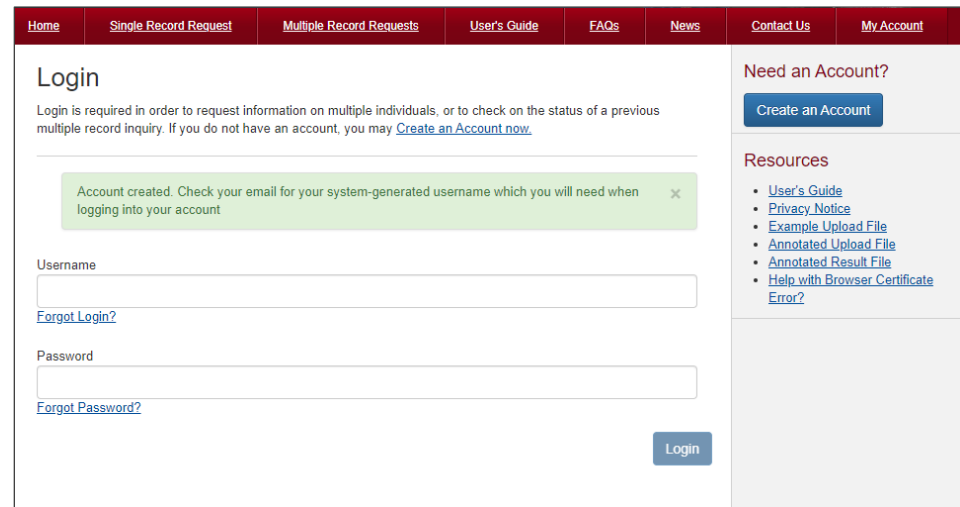 Home Single Record Request Multiple Record Requests User's Guide FAQs News Contact Us My Account
Login
Login is required in order to request information on multiple individuals, or to check on the status of a previous
multiple record inquiry. If you do not have an account, you may Create an Account now.
Account created. Check your email for your system-generated username which you will need when
logging into your account
×
Username
Forgot Login?
Password
Forgot Password?
Login
Need an Account?
Create an Account
Resources
• User's Guide
• Privacy Notice
• Example Upload File
• Annotated Upload File
• Annotated Result File
• Help with Browser Certificate
Error?